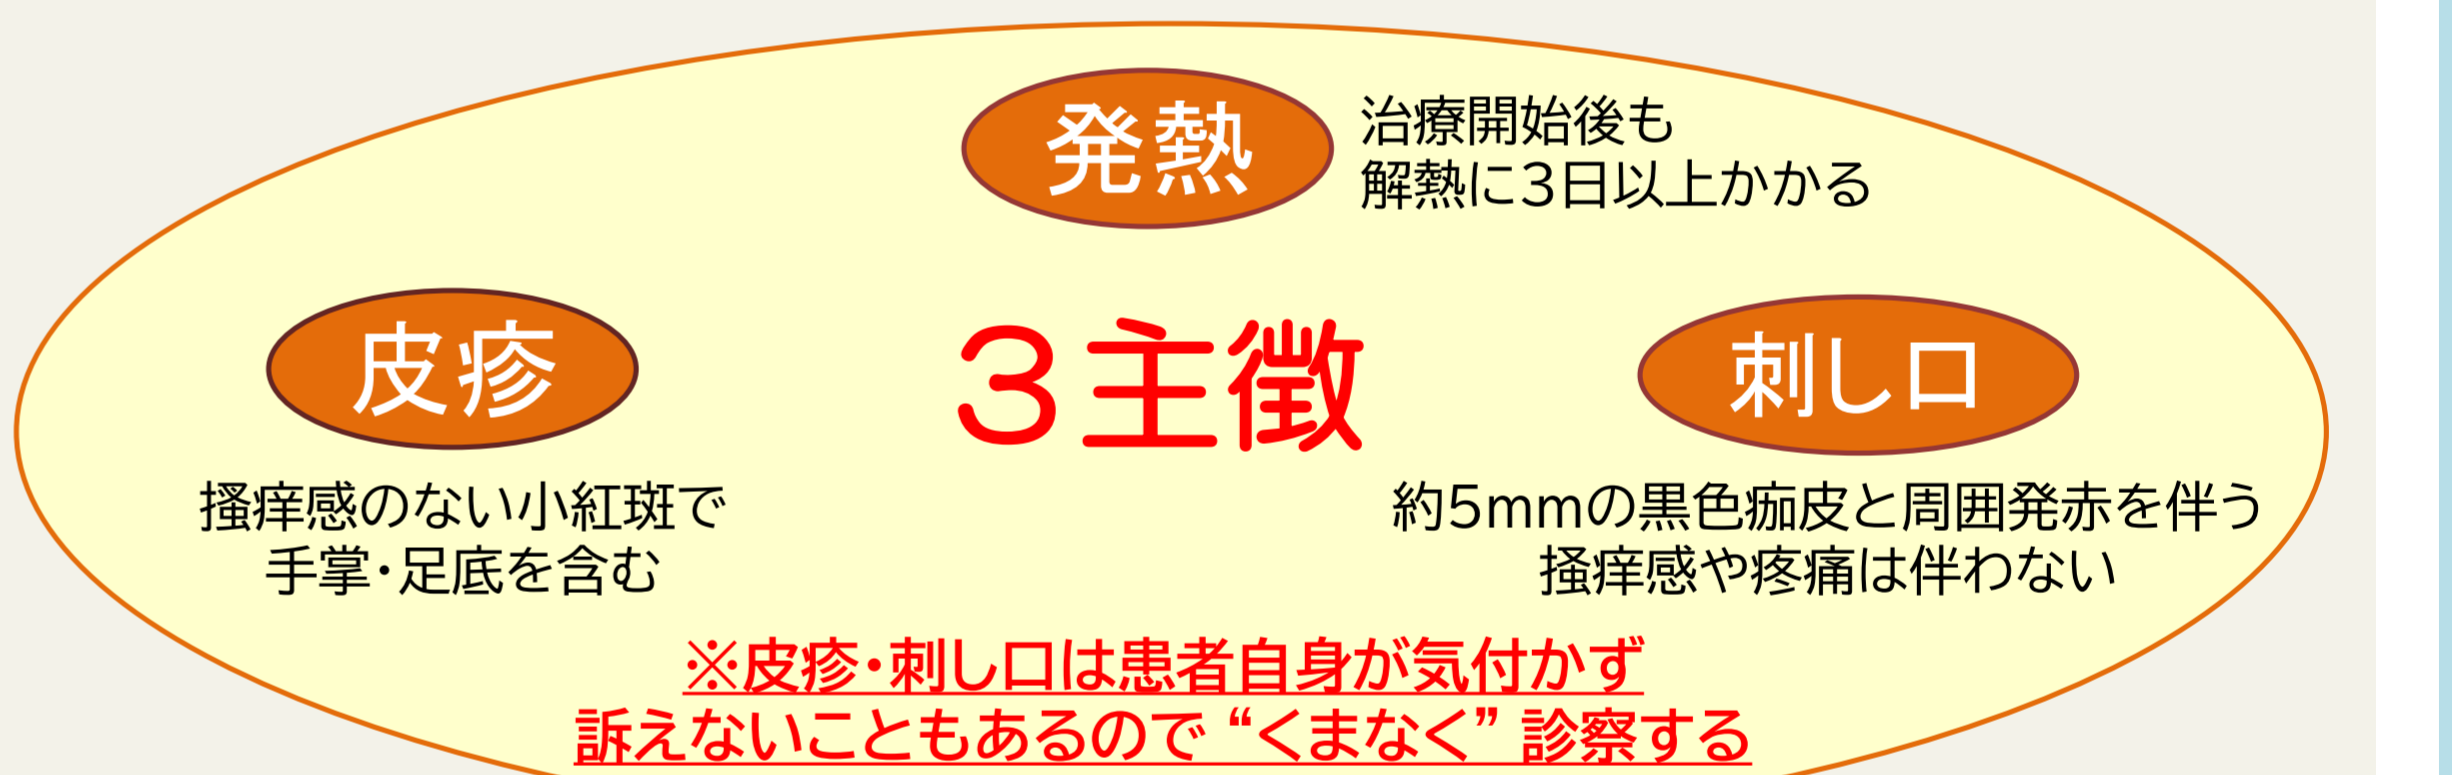 発熱
治療開始後も
解熱に3日以上かかる
皮疹
3主徴
刺し口
掻痒感のない小紅斑で
手掌・足底を含む
約5mmの黒色痂皮と周囲発赤を伴う
掻痒感や疼痛は伴わない
※皮疹・刺し口は患者自身が気付かず
訴えないこともあるので “くまなく” 診察する